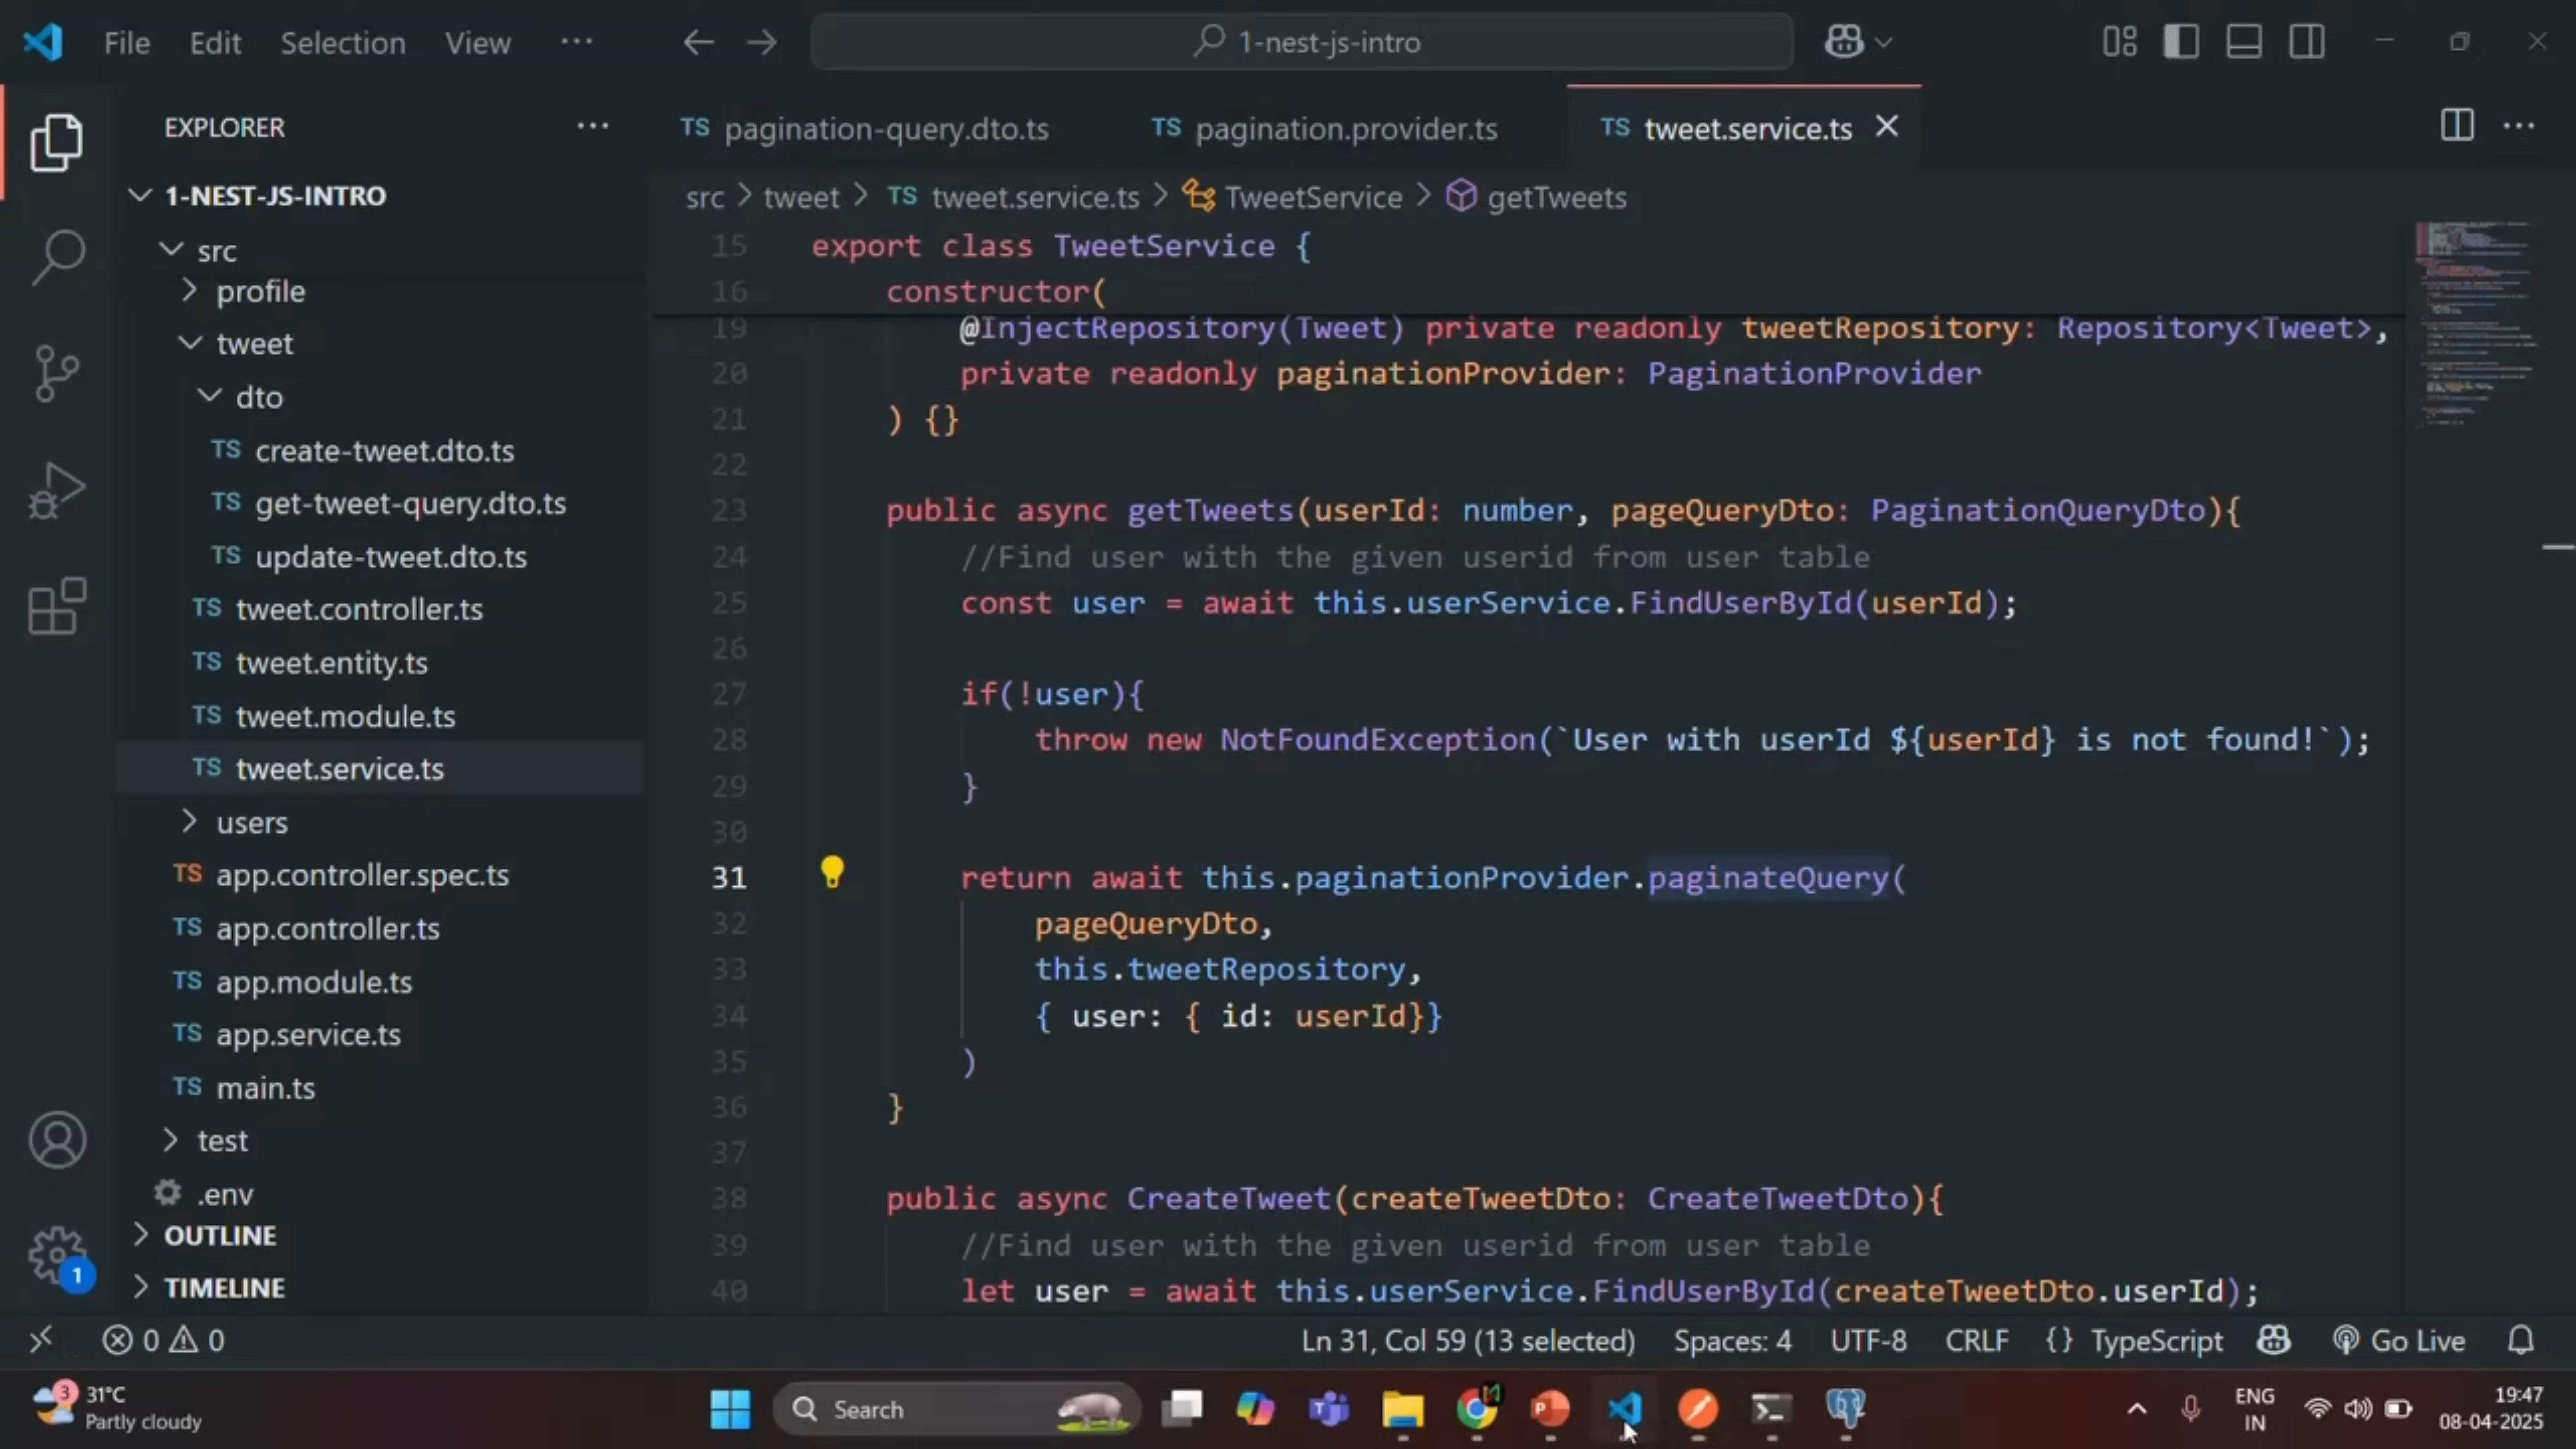 File Edit Selection View ...
1-nest-js-intro
EXPLORER
1-NEST-JS-INTRO
src
profile
tweet
dto
TS create-tweet.dto.ts
TS get-tweet-query.dto.ts
TS update-tweet.dto.ts
TS tweet.controller.ts
TS tweet.entity.ts
TS tweet.module.ts
TS tweet.service.ts
users
TS app.controller.spec.ts
TS app.controller.ts
TS app.module.ts
TS app.service.ts
TS main.ts
test
.env
OUTLINE
TIMELINE
1
TS pagination-query.dto.ts TS pagination.provider.ts TS tweet.service.ts
src > tweet > TS tweet.service.ts > TweetService > getTweets
15 export class TweetService {
16 constructor(
19 @InjectRepository(Tweet) private readonly tweetRepository: Repository<Tweet>,
20 private readonly paginationProvider: PaginationProvider
21 ) {}
22
23 public async getTweets(userId: number, pageQueryDto: PaginationQueryDto){
24 //Find user with the given userid from user table
25 const user = await this.userService.FindUserById(userId);
26
27 if(!user){
28 throw new NotFoundException(`User with userId ${userId} is not found!`);
29 }
30
31 return await this.paginationProvider.paginateQuery(
32 pageQueryDto,
33 this.tweetRepository,
34 { user: { id: userId}}
35 )
36 }
37
38 public async CreateTweet(createTweetDto: CreateTweetDto){
39 //Find user with the given userid from user table
40 let user = await this.userService.FindUserById(createTweetDto.userId);
0 0
Ln 31, Col 59 (13 selected) Spaces: 4 UTF-8 CRLF {} TypeScript Go Live
3
31°C
Partly cloudy
Search
ENG
IN
19:47
08-04-2025